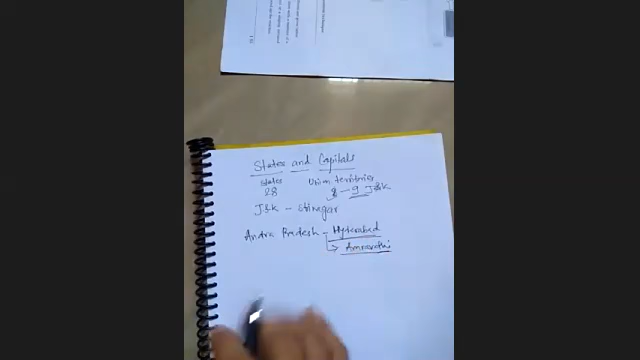 States and Capitals
States Union territories
28 8 - 9 J&K
J&K - Srinagar
Andra Pradesh - Hyderabad
→ Amravathi